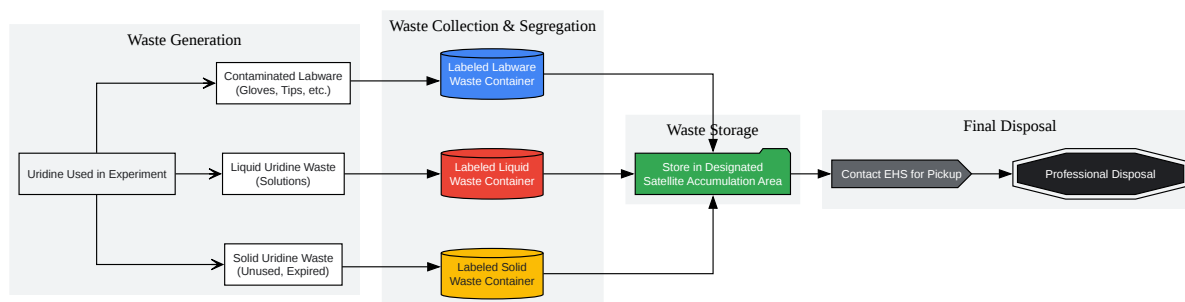 Waste Generation
Uridine Used in Experiment
Contaminated Labware
(Gloves, Tips, etc.)
Liquid Uridine Waste
(Solutions)
Solid Uridine Waste
(Unused, Expired)
Waste Collection & Segregation
Labeled Labware
Waste Container
Labeled Liquid
Waste Container
Labeled Solid
Waste Container
Waste Storage
Store in Designated
Satellite Accumulation Area
Final Disposal
Contact EHS for Pickup
Professional Disposal